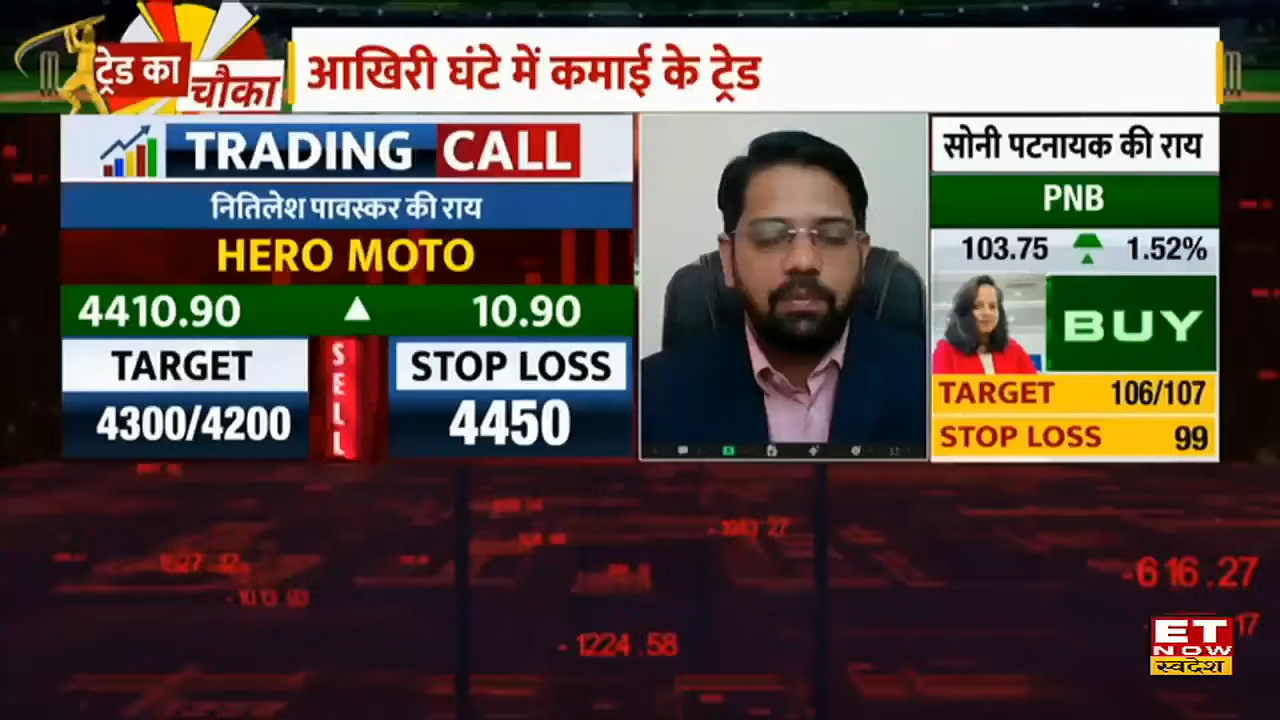 ट्रेड का
चौका
आखिरी घंटे में कमाई के ट्रेड
TRADING CALL
नितिलेश पावस्कर की राय
HERO MOTO
4410.90 ▲ 10.90
TARGET
4300/4200
SELL
STOP LOSS
4450
सोनी पटनायक की राय
PNB
103.75 1.52%
BUY
TARGET 106/107
STOP LOSS 99
-616.27
- 1224.58
17
ET
NOW
स्वदेश